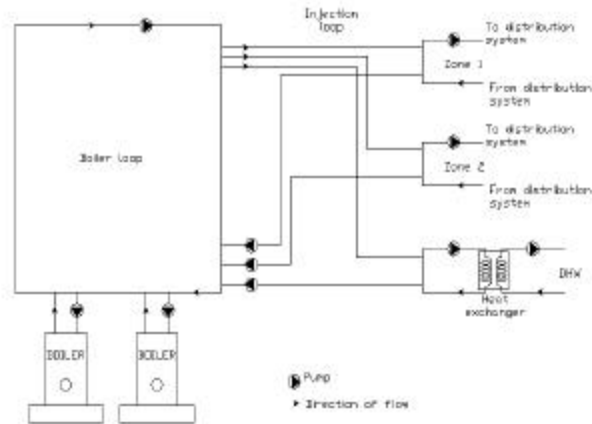 Injection
loop
To distribution
system
Zone 1
From distribution
system
To distribution
system
Boiler loop
Zone 2
From distribution
system
DHW
Heat
exchanger
BOILER
BOILER
Pump
Direction of flow